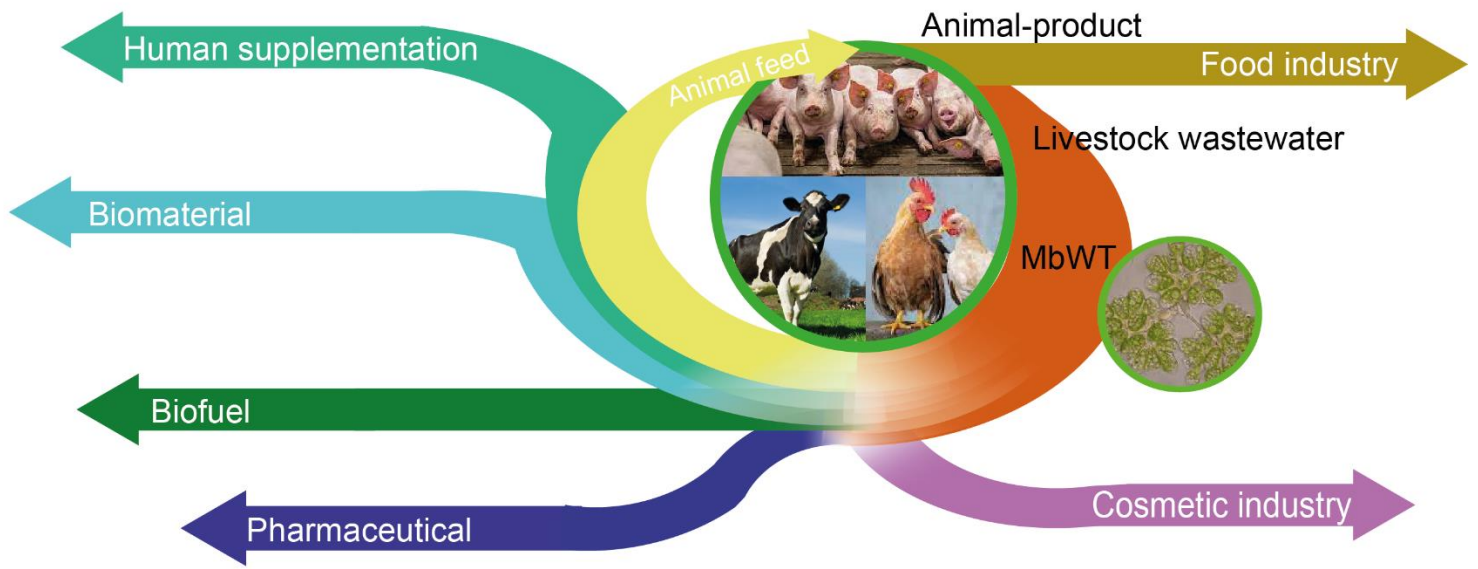 Animal-product
Human supplementation
Animal feed
Food industry
Livestock wastewater
Biomaterial
MbWT
Biofuel
Cosmetic industry
Pharmaceutical